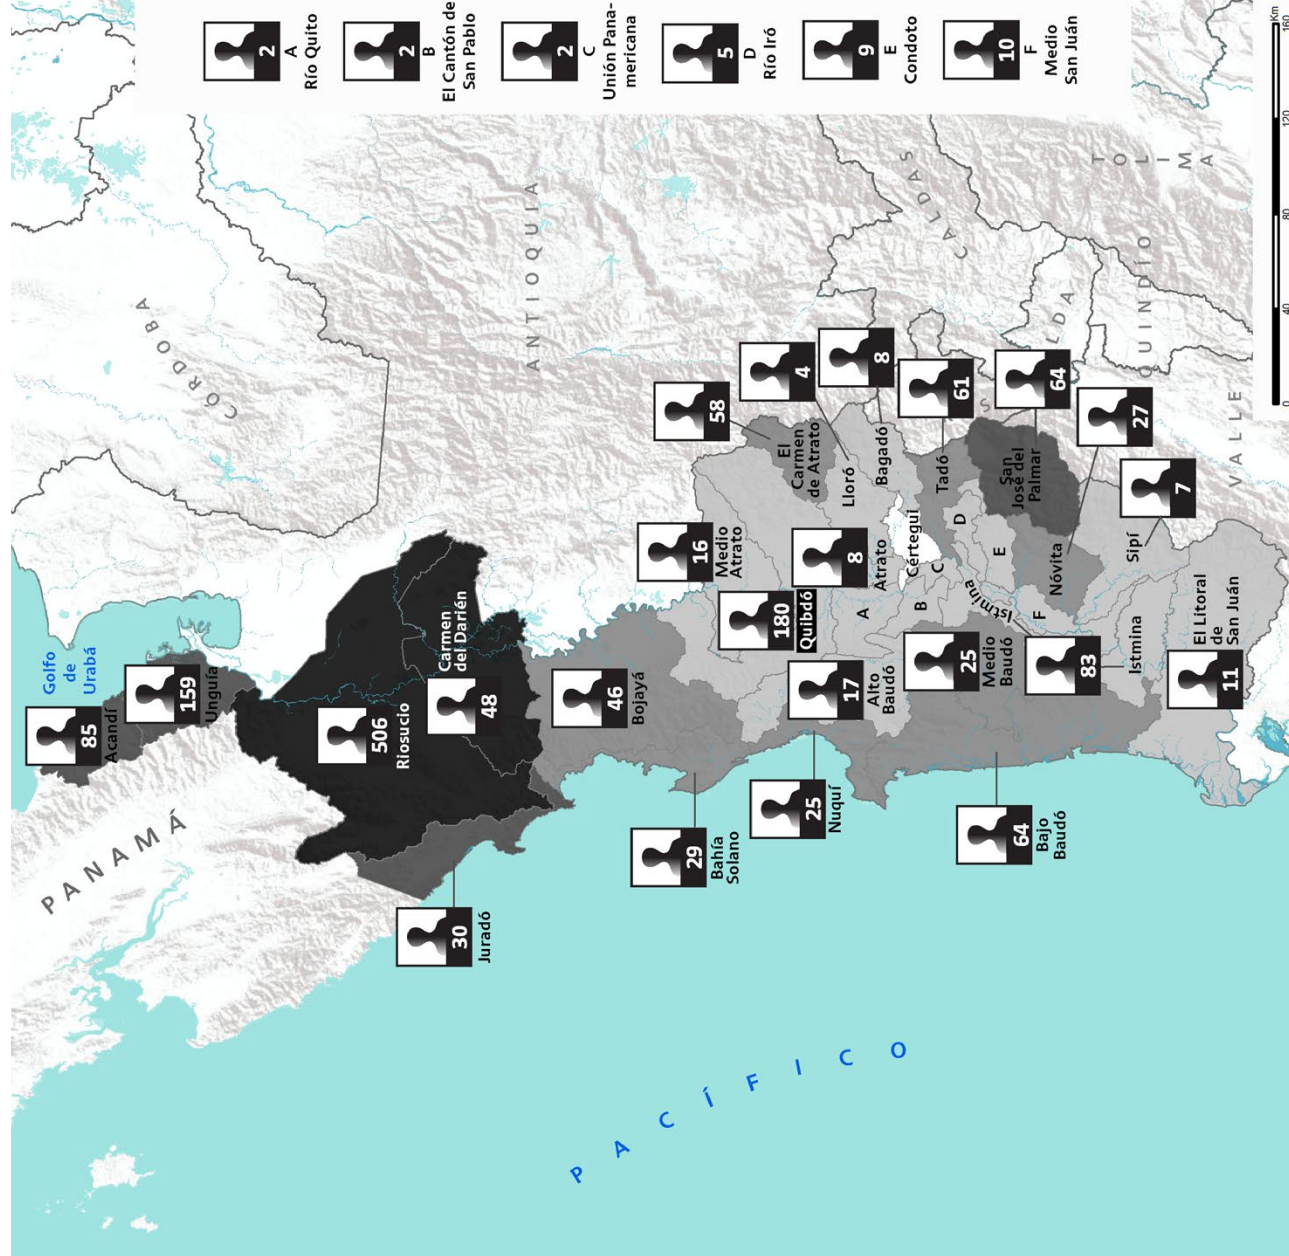 Golfo
de
Urabá
85
Acandí
159
Unguía
PANAMÁ
CÓRDOBA
506
Riosucio
Carmen
del Darién
48
30
Juradó
ANTIOQUIA
46
Bojayá
29
Bahía
Solano
16
Medio
Atrato
58
El
Carmen
de Atrato
180
Quibdó
4
Lloró
25
Nuquí
17
Alto
Baudó
8
Atrato
8
Bagadó
A
B
C
Cértegui
61
Tadó
D
E
F
25
Medio
Baudó
64
Bajo
Baudó
Istmina
83
Istmina
64
San
José del
Palmar
27
Nóvita
7
Sipí
11
El Litoral
de
San Juán
PACÍFICO
CALDAS
S
LDA
TOLIMA
QUINDÍO
VALLE
2
A
Río Quito
2
B
El Cantón de
San Pablo
2
C
Unión Pana-
mericana
5
D
Río Iró
9
E
Condoto
10
F
Medio
San Juán
0 40 80 120 160
Km